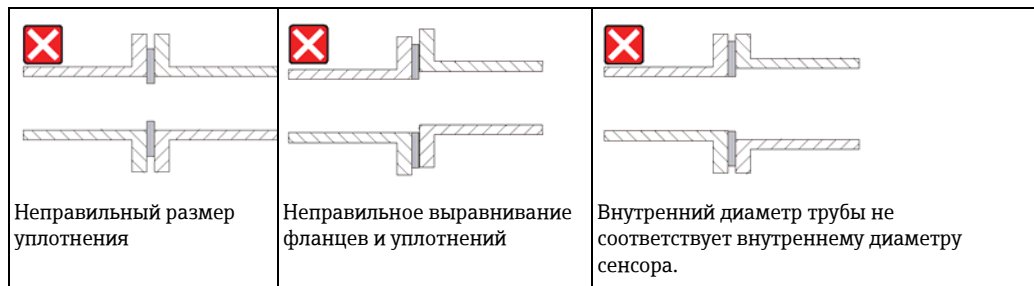 Неправильный размер
уплотнения
Неправильное выравнивание
фланцев и уплотнений
Внутренний диаметр трубы не
соответствует внутреннему диаметру
сенсора.